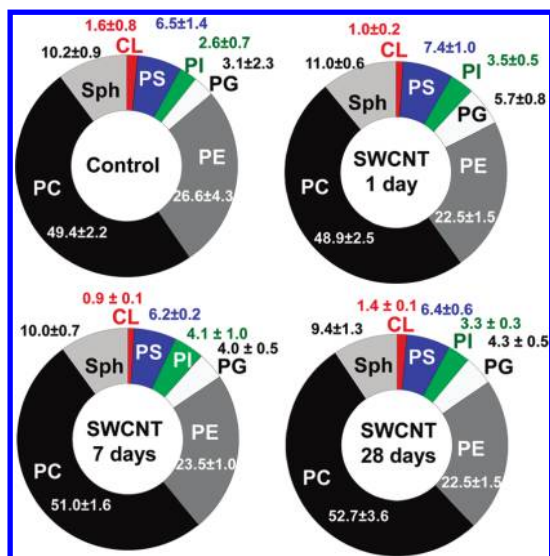 1.6±0.8
6.5±1.4
CL
2.6±0.7
10.2±0.9
PS
PI
3.1±2.3
Sph
PG
Control
PE
PC
26.6±4.3
49.4±2.2
1.0±0.2
7.4±1.0
CL
3.5±0.5
11.0±0.6
PS
PI
5.7±0.8
Sph
PG
SWCNT
1 day
PE
PC
22.5±1.5
48.9±2.5
0.9 ± 0.1
6.2±0.2
CL
4.1 ± 1.0
10.0±0.7
PS
PI
4.0 ± 0.5
Sph
PG
SWCNT
7 days
PE
PC
23.5±1.0
51.0±1.6
1.4 ± 0.1
6.4±0.6
CL
3.3 ± 0.3
9.4±1.3
PS
PI
4.3 ± 0.5
Sph
PG
SWCNT
28 days
PE
PC
22.5±1.5
52.7±3.6